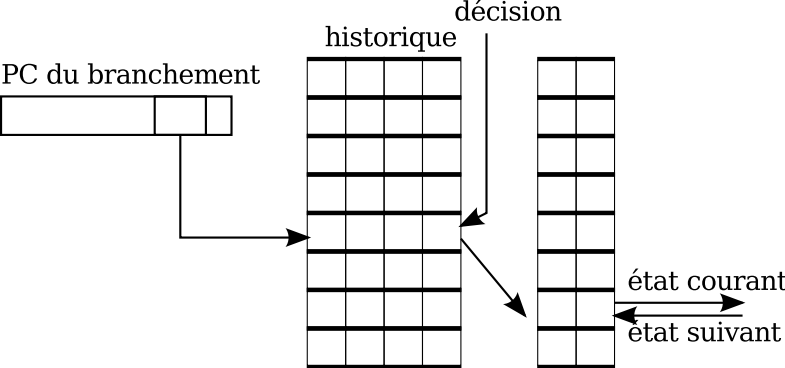 décision
historique
PC du branchement
état courant
état suivant